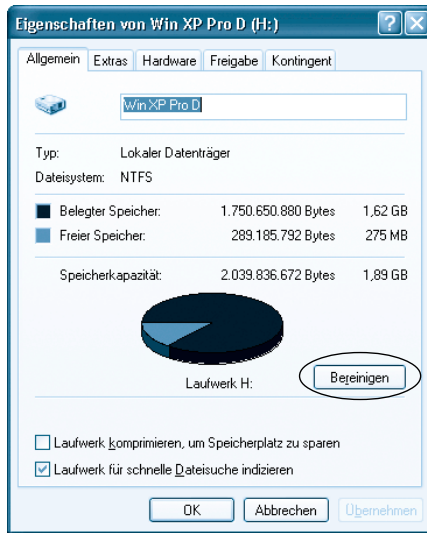 Eigenschaften von Win XP Pro D (H:)
Allgemein Extras Hardware Freigabe Kontingent
Win XP Pro D
Typ: Lokaler Datenträger
Dateisystem: NTFS
Belegter Speicher: 1.750.650.880 Bytes 1,62 GB
Freier Speicher: 289.185.792 Bytes 275 MB
Speicherkapazität: 2.039.836.672 Bytes 1,89 GB
Laufwerk H: Bereinigen
Laufwerk komprimieren, um Speicherplatz zu sparen
Laufwerk für schnelle Dateisuche indizieren
OK Abbrechen Übernehmen